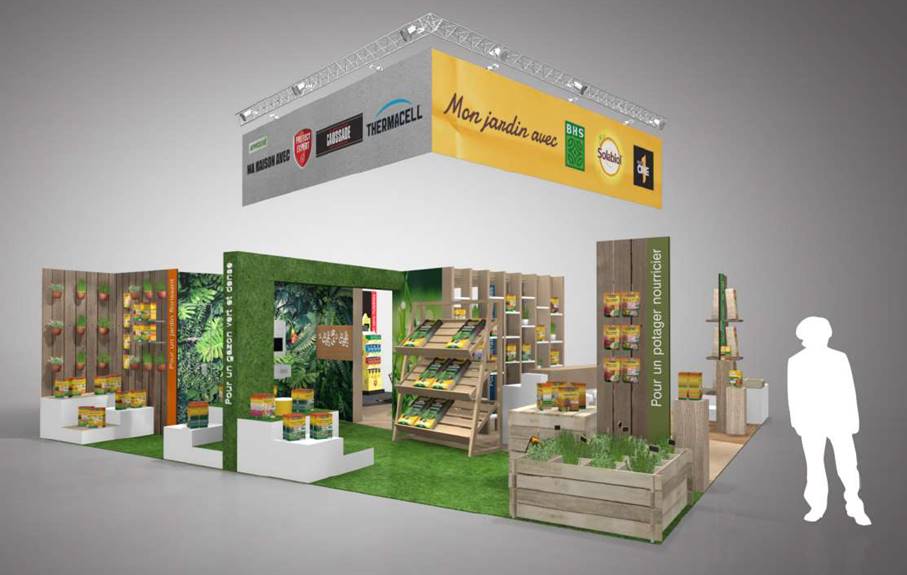 MA MAISON AVEC
PROTECT
EXPERT
CAUSSADE
THERMACELL
Mon jardin avec
BHS
Solabiol
Pour un jardin florissant
Pour un gazon vert et dense
Pour un potager nourricier